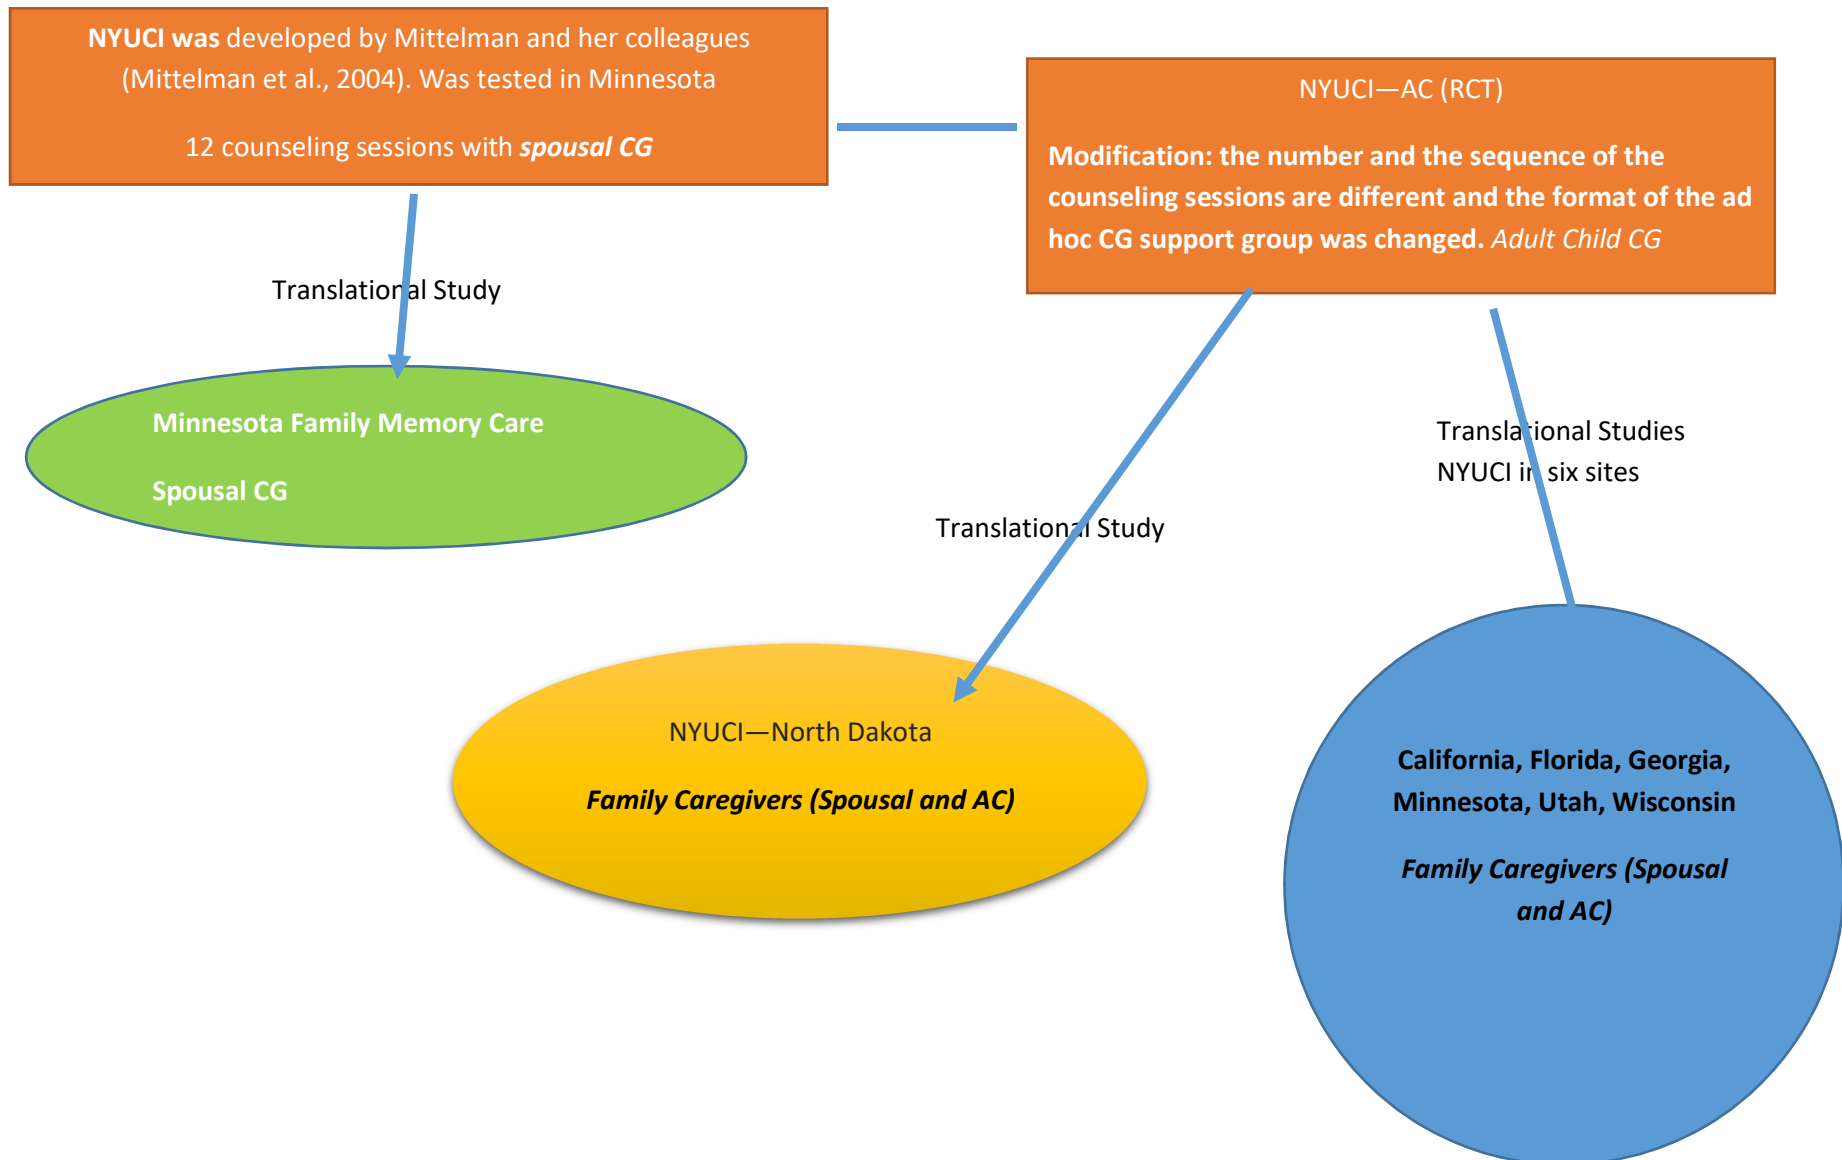 NYUCI was developed by Mittelman and her colleagues
(Mittelman et al., 2004). Was tested in Minnesota
12 counseling sessions with spousal CG
NYUCI—AC (RCT)
Modification: the number and the sequence of the
counseling sessions are different and the format of the ad
hoc CG support group was changed. Adult Child CG
Translational Study
Minnesota Family Memory Care
Spousal CG
Translational Studies
NYUCI in six sites
Translational Study
NYUCI—North Dakota
Family Caregivers (Spousal and AC)
California, Florida, Georgia,
Minnesota, Utah, Wisconsin
Family Caregivers (Spousal
and AC)